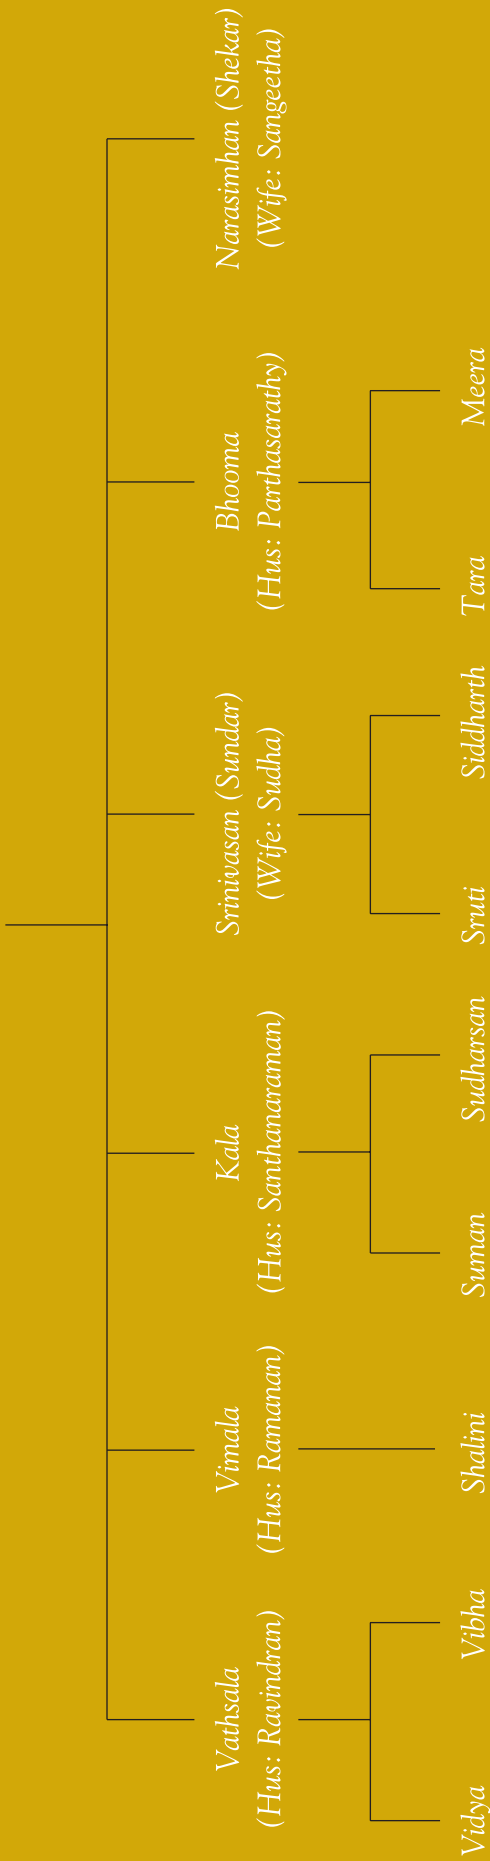 Vathsala
(Hus: Ravindran)
Vimala
(Hus: Ramanan)
Kala
(Hus: Santhanaraman)
Srinivasan (Sundar)
(Wife: Sudha)
Bhooma
(Hus: Parthasarathy)
Narasimhan (Shekar)
(Wife: Sangeetha)
Vidya
Vibha
Shalini
Suman
Sudharsan
Sruti
Siddharth
Tara
Meera